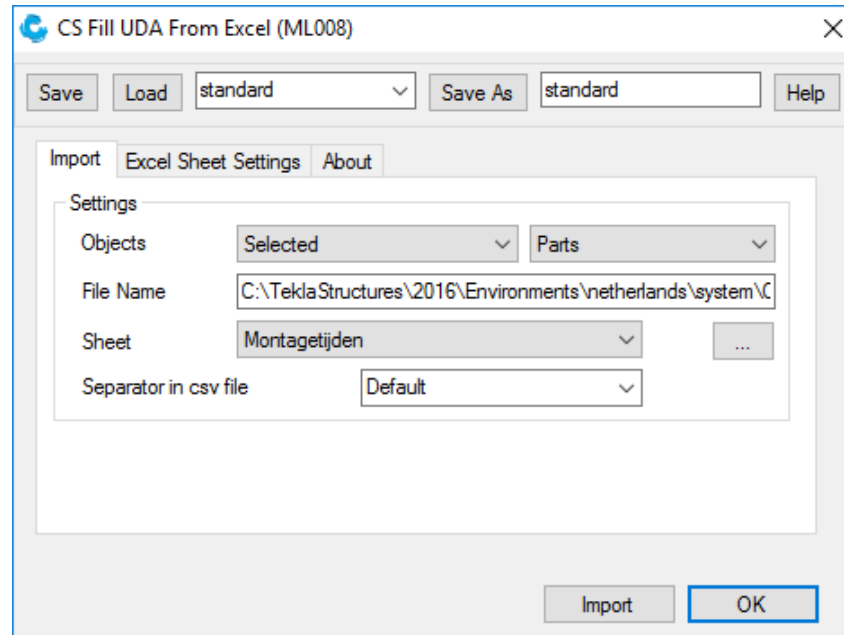 CS Fill UDA From Excel (ML008)
Save Load standard Save As standard Help
Import Excel Sheet Settings About
Settings
Objects Selected Parts
File Name C:\TeklaStructures\2016\Environments\netherlands\system\
Sheet Montagetijden ...
Separator in csv file Default
Import OK